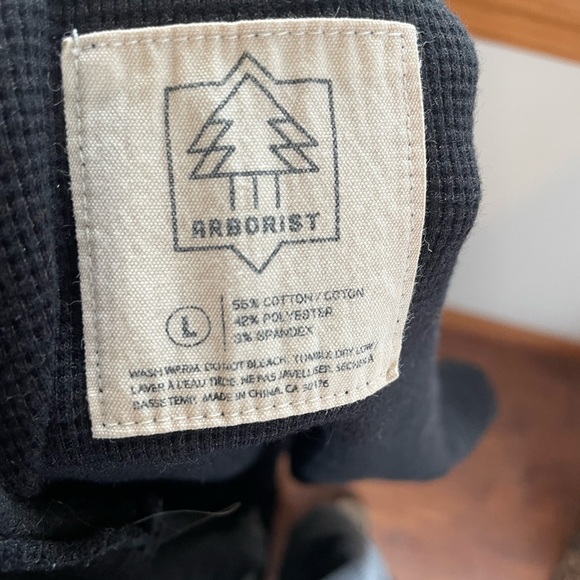 ARBORIST
L
55% COTTON / COTON
42% POLYESTER
3% SPANDEX
WASH WARM. DO NOT BLEACH. TUMBLE DRY LOW /
LAVER À L'EAU TIÈDE. NE PAS JAVELLISER. SÉCHER À
BASSE TEMP. MADE IN CHINA. CA 50176